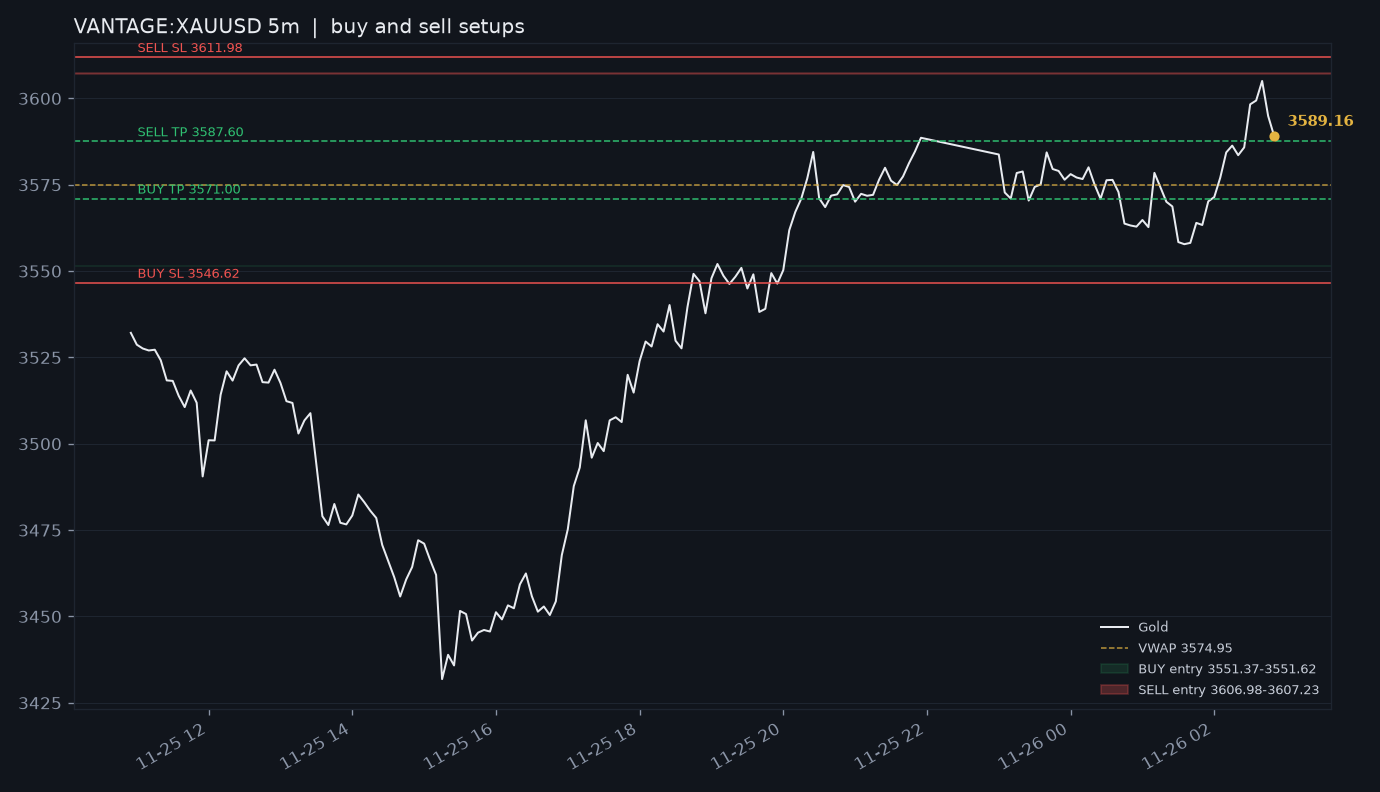 VANTAGE:XAUUSD 5m | buy and sell setups
SELL SL 3611.98
3600
3589.16
SELL TP 3587.60
3575
BUY TP 3571.00
3550
BUY SL 3546.62
3525
3500
3475
3450
3425
Gold
VWAP 3574.95
BUY entry 3551.37-3551.62
SELL entry 3606.98-3607.23
11-25 12
11-25 14
11-25 16
11-25 18
11-25 20
11-25 22
11-26 00
11-26 02